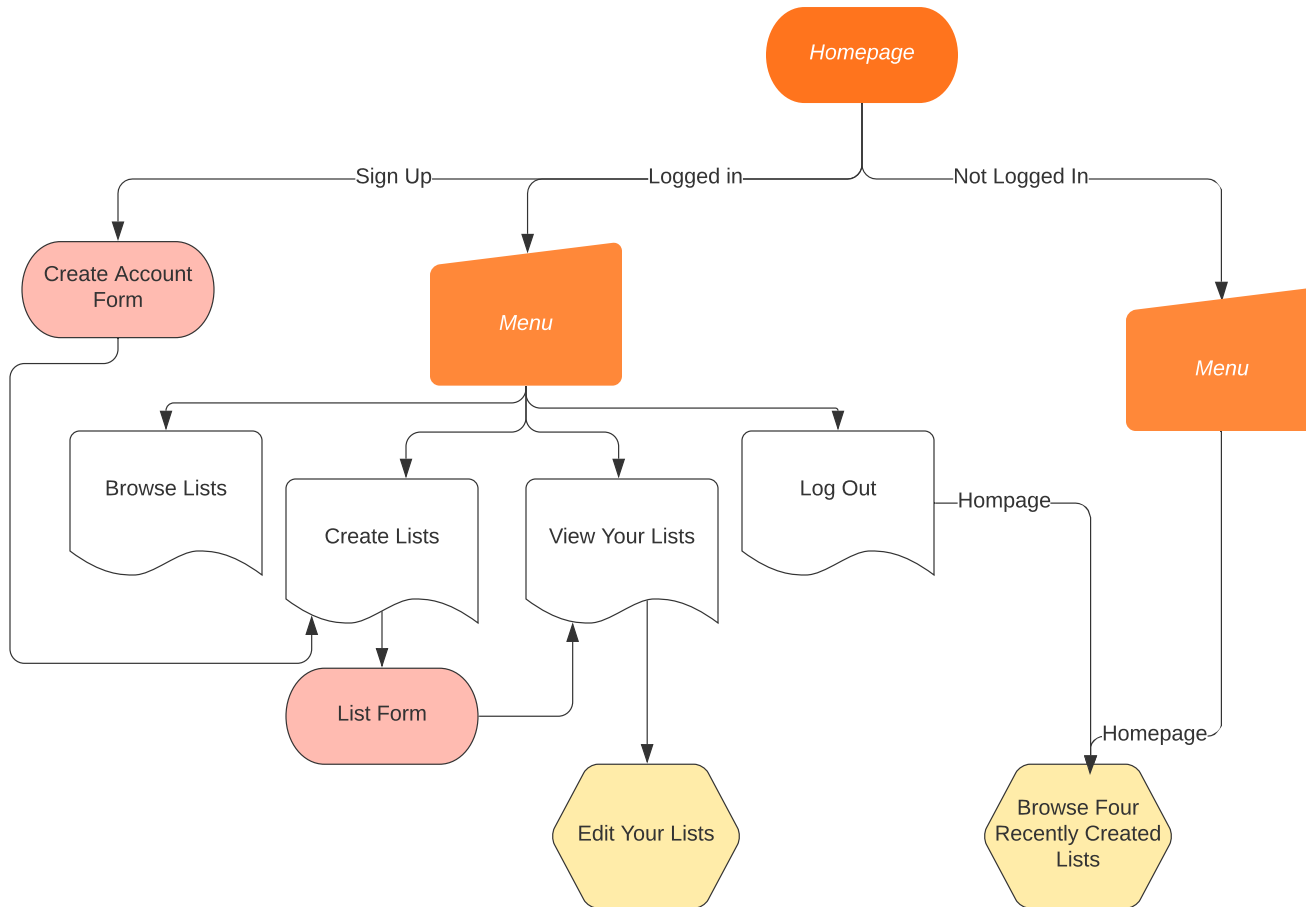 Homepage
Sign Up
Logged in
Not Logged In
Create Account
Form
Menu
Menu
Browse Lists
Create Lists
View Your Lists
Log Out
Hompage
List Form
Homepage
Edit Your Lists
Browse Four
Recently Created
Lists